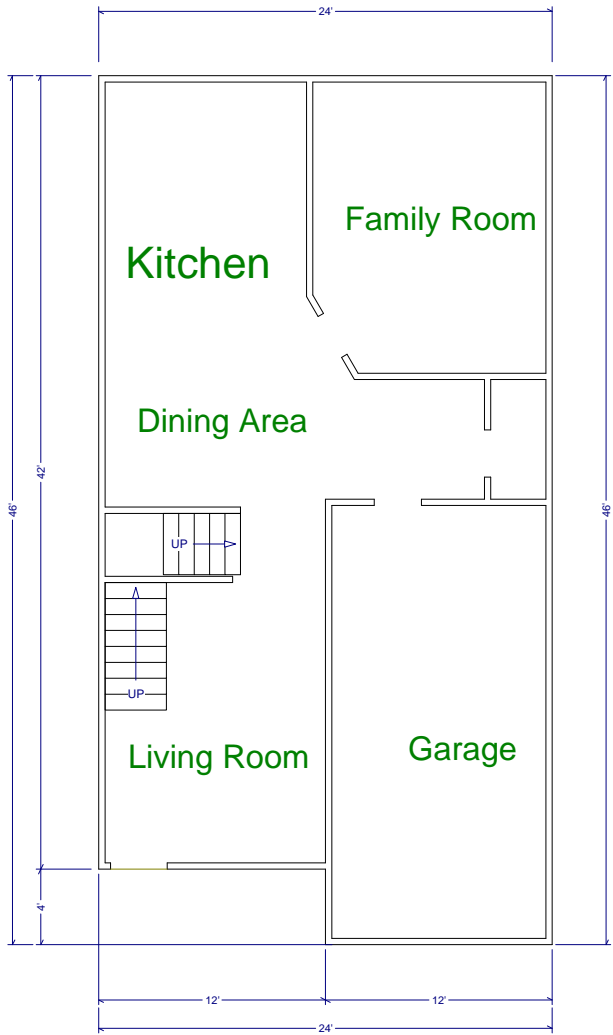 24'
Family Room
Kitchen
Dining Area
42'
46'
46'
UP
UP
Living Room
Garage
4'
12'
12'
24'